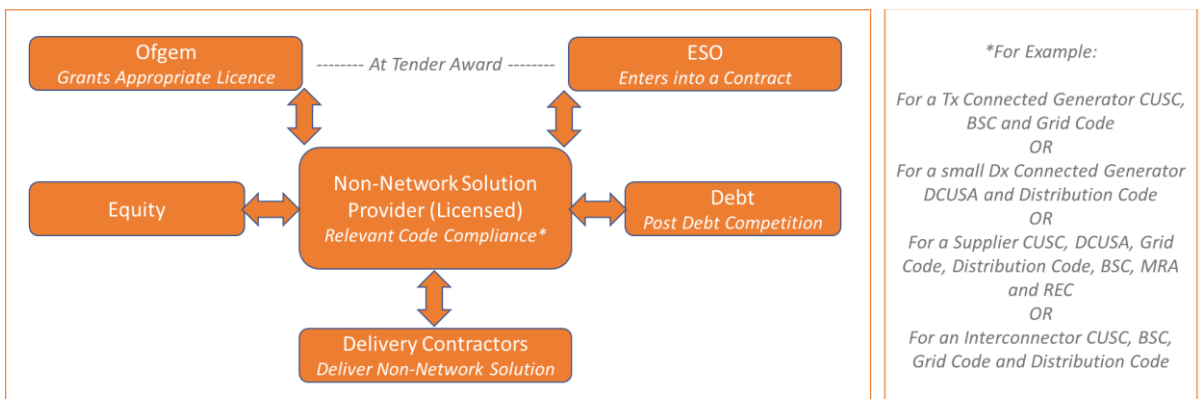 Ofgem
Grants Appropriate Licence
-------- At Tender Award --------
ESO
Enters into a Contract
Equity
Non-Network Solution
Provider (Licensed)
Relevant Code Compliance*
Debt
Post Debt Competition
Delivery Contractors
Deliver Non-Network Solution
*For Example:
For a Tx Connected Generator CUSC,
BSC and Grid Code
OR
For a small Dx Connected Generator
DCUSA and Distribution Code
OR
For a Supplier CUSC, DCUSA, Grid
Code, Distribution Code, BSC, MRA
and REC
OR
For an Interconnector CUSC, BSC,
Grid Code and Distribution Code